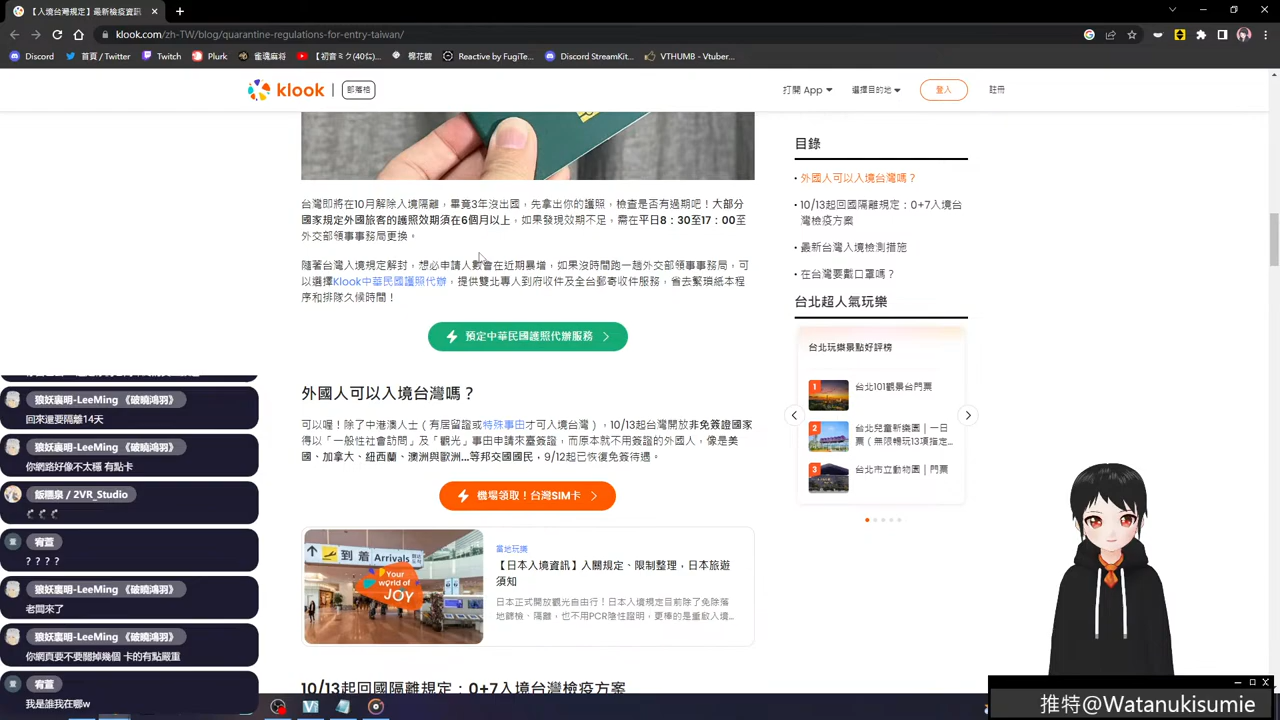 【入境台灣規定】最新檢疫資訊
klook.com/zh-TW/blog/quarantine-regulations-for-entry-taiwan/
Discord
首頁 / Twitter
Twitch
Plurk
雀魂麻将
【初音ミク(40位)...
棉花糖
Reactive by FugiTe...
Discord StreamKit...
VTHUMB - Vtuber...
klook
部落格
打開 App
選擇目的地
登入
註冊
台灣即將在10月解除入境隔離，畢竟3年沒出國，先拿出你的護照，檢查是否有過期吧！大部分
國家規定外國旅客的護照效期須在6個月以上，如果發現效期不足，需在平日8：30至17：00至
外交部領事事務局更換。
隨著台灣入境規定解封，想必申請人數會在近期暴增，如果沒時間跑一趟外交部領事事務局，可
以選擇Klook中華民國護照代辦，提供雙北專人到府收件及全台郵寄收件服務，省去繁瑣紙本程
序和排隊久候時間！
預定中華民國護照代辦服務
外國人可以入境台灣嗎？
可以喔！除了中港澳人士（有居留證或特殊事由才可入境台灣），10/13起台灣開放非免簽證國家
得以「一般性社會訪問」及「觀光」事由申請來臺簽證，而原本就不用簽證的外國人，像是美
國、加拿大、紐西蘭、澳洲與歐洲...等邦交國國民，9/12起已恢復免簽待遇。
機場領取！台灣SIM卡
到着 Arrivals
Your
world of
JOY
當地玩樂
【日本入境資訊】入關規定、限制整理，日本旅遊
須知
日本正式開放觀光自由行！日本入境規定目前除了免除落
地篩檢、隔離，也不用PCR陰性證明，更棒的是重啟入境...
10/13起回國隔離規定：0+7入境台灣檢疫方案
目錄
外國人可以入境台灣嗎？
10/13起回國隔離規定：0+7入境台
灣檢疫方案
最新台灣入境檢測措施
在台灣要戴口罩嗎？
台北超人氣玩樂
台北玩樂景點好評榜
1
台北101觀景台門票
2
台北兒童新樂園｜一日
票（無限暢玩13項指定...
3
台北市立動物園｜門票
狼妖裏明-LeeMing 《破曉鴻羽》
回來還要隔離14天
狼妖裏明-LeeMing 《破曉鴻羽》
你網路好像不太穩 有點卡
飯糰泉 / 2VR_Studio
ㄘㄘㄘ
宥萱
？？？？
狼妖裏明-LeeMing 《破曉鴻羽》
老闆來了
狼妖裏明-LeeMing 《破曉鴻羽》
你網頁要不要關掉幾個 卡的有點嚴重
宥萱
我是誰我在哪w
推特@Watanukisumie